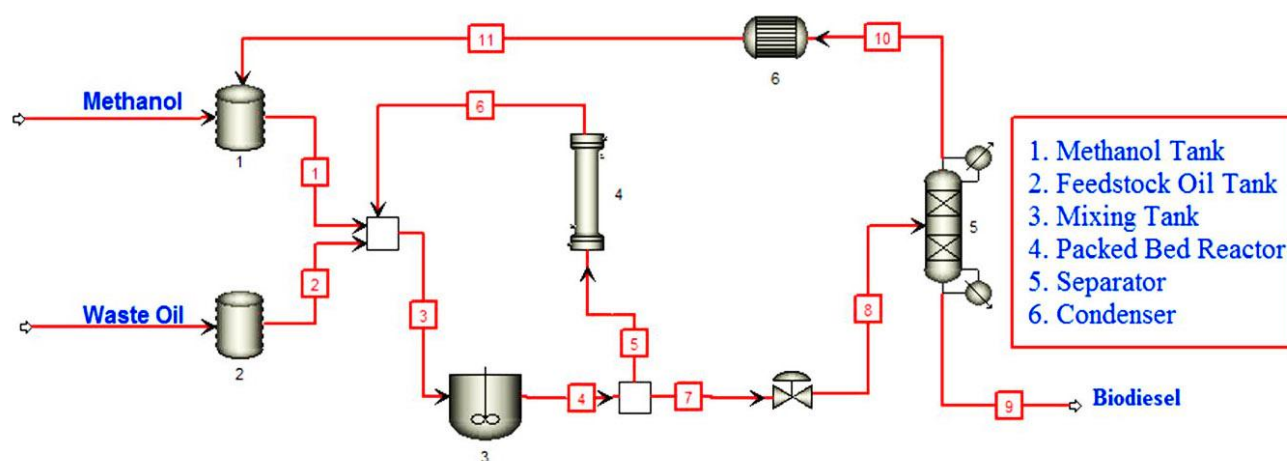 11
10
6
Methanol
1
6
4
1
1. Methanol Tank
2. Feedstock Oil Tank
3. Mixing Tank
4. Packed Bed Reactor
5. Separator
6. Condenser
5
2
Waste Oil
2
3
5
8
4
7
9
Biodiesel
3